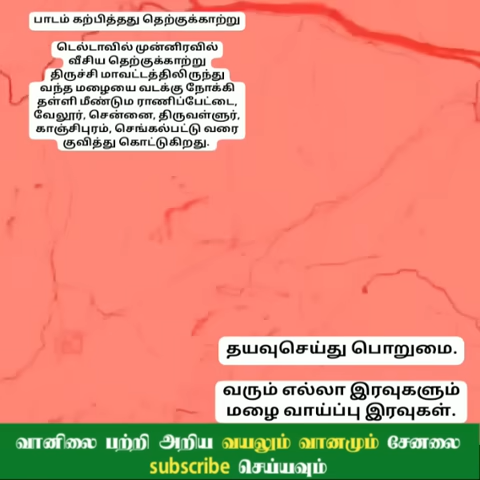 பாடம் கற்பித்தது தெற்குக்காற்று
டெல்டாவில் முன்னிரவில்
வீசிய தெற்குக்காற்று
திருச்சி மாவட்டத்திலிருந்து
வந்த மழையை வடக்கு நோக்கி
தள்ளி மீண்டும ராணிப்பேட்டை,
வேலூர், சென்னை, திருவள்ளுர்,
காஞ்சிபுரம், செங்கல்பட்டு வரை
குவித்து கொட்டுகிறது.
தயவுசெய்து பொறுமை.
வரும் எல்லா இரவுகளும்
மழை வாய்ப்பு இரவுகள்.
வானிலை பற்றி அறிய வயலும் வானமும் சேனலை
subscribe செய்யவும்